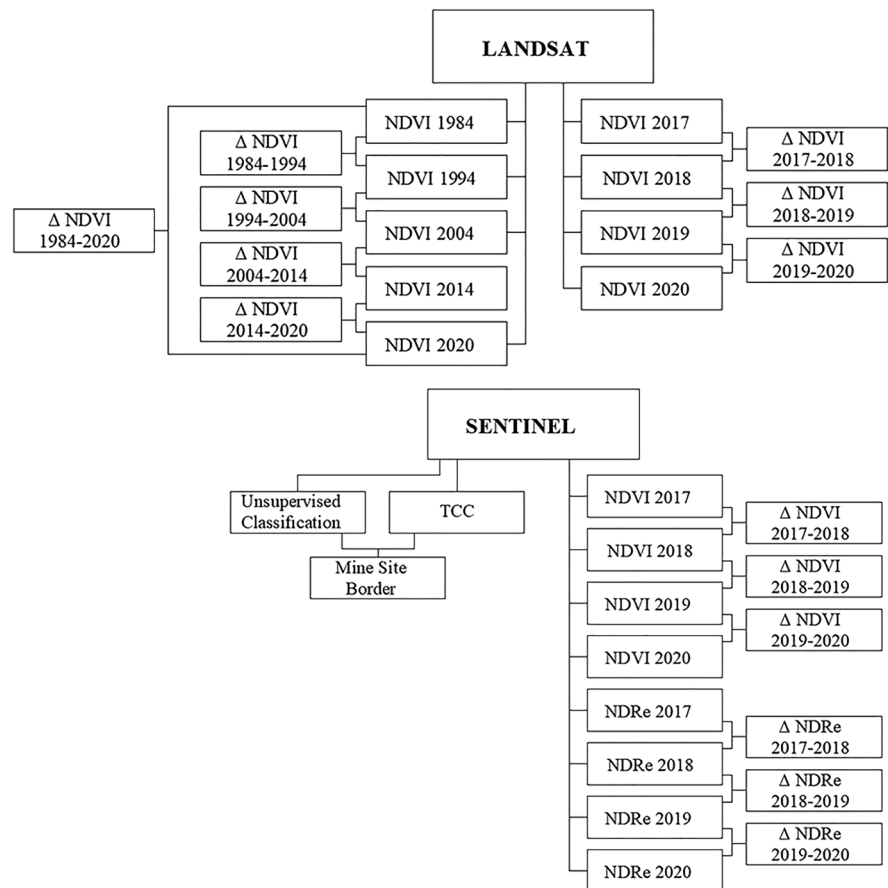 LANDSAT
NDVI 1984
NDVI 1994
NDVI 2004
NDVI 2014
NDVI 2020
Δ NDVI
1984-1994
Δ NDVI
1994-2004
Δ NDVI
2004-2014
Δ NDVI
2014-2020
Δ NDVI
1984-2020
NDVI 2017
NDVI 2018
NDVI 2019
NDVI 2020
Δ NDVI
2017-2018
Δ NDVI
2018-2019
Δ NDVI
2019-2020
SENTINEL
Unsupervised
Classification
TCC
Mine Site
Border
NDVI 2017
NDVI 2018
NDVI 2019
NDVI 2020
Δ NDVI
2017-2018
Δ NDVI
2018-2019
Δ NDVI
2019-2020
NDRe 2017
NDRe 2018
NDRe 2019
NDRe 2020
Δ NDRe
2017-2018
Δ NDRe
2018-2019
Δ NDRe
2019-2020